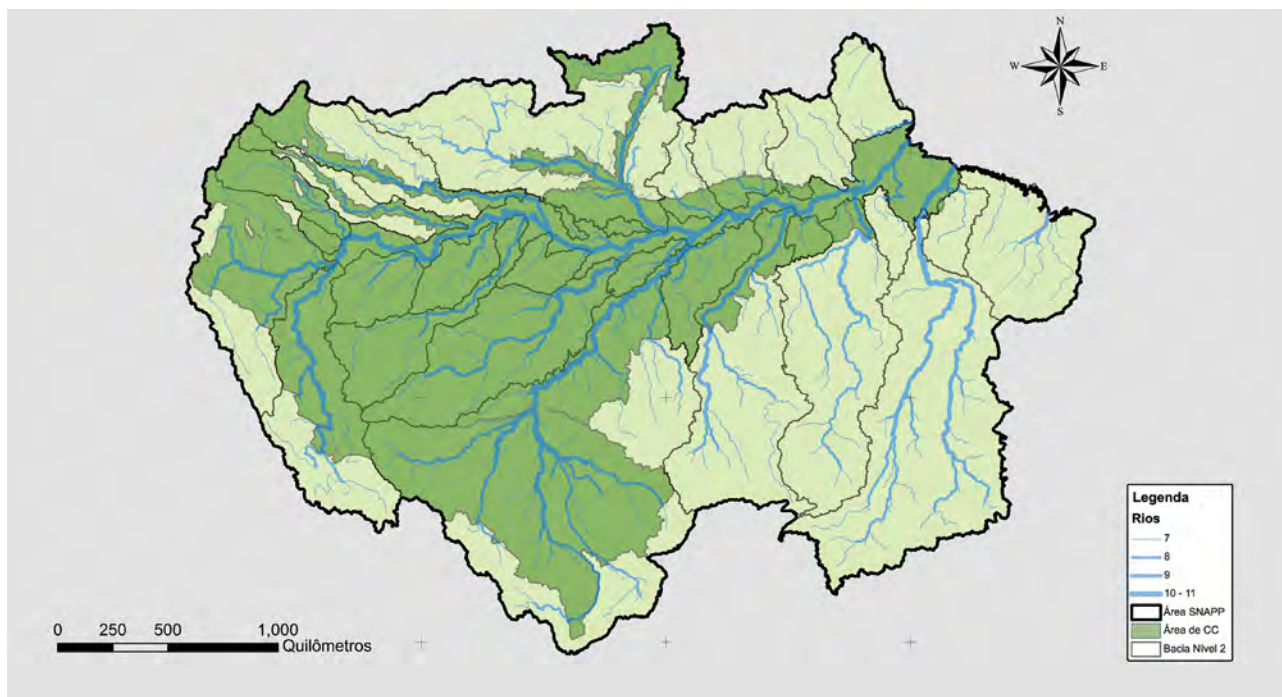 N
W E
S
Legenda
Rios
7
8
9
10 - 11
Área SNAPP
Área de CC
Bacia Nível 2
0 250 500 1,000
Quilômetros